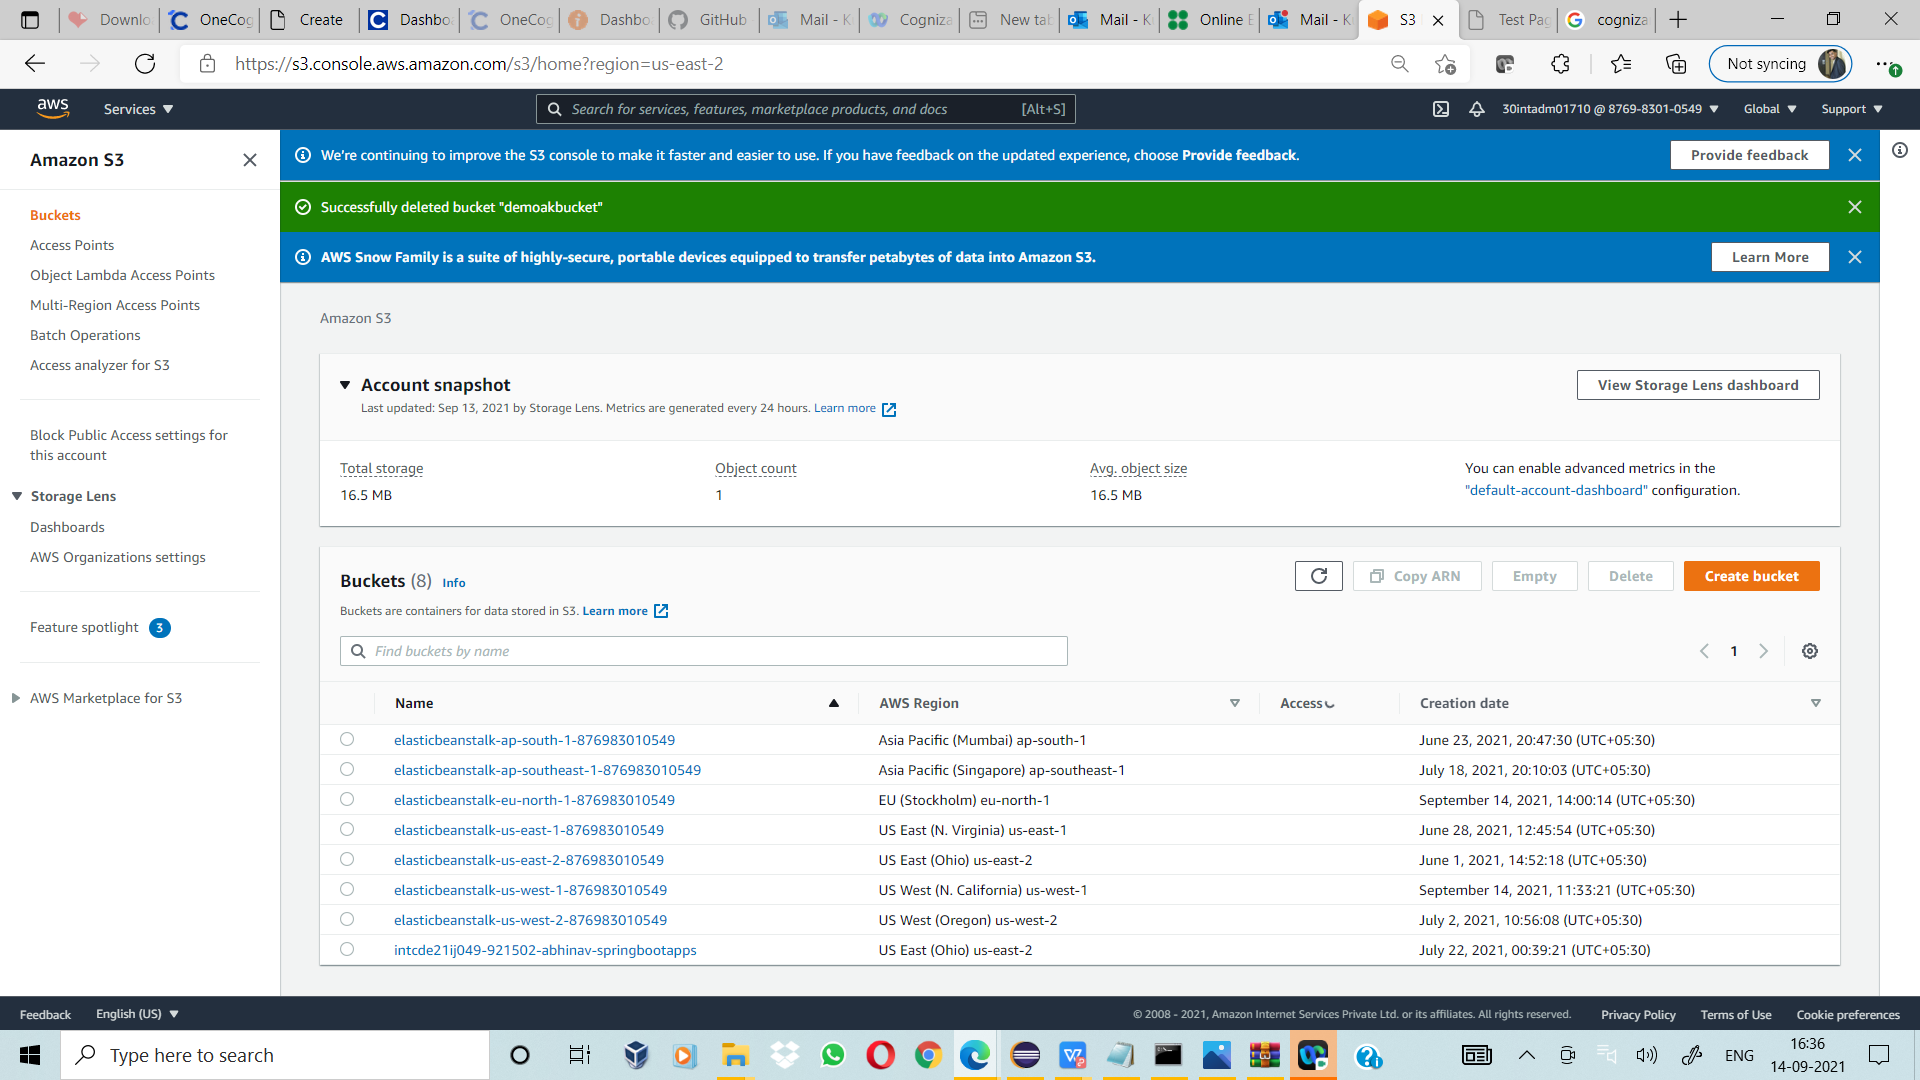 Downlo
OneCog
Create
Dashbo
OneCog
Dashbo
GitHub
Mail - K
Cogniza
New tab
Mail - K
Online E
Mail - K
S3
Test Pag
cogniza
https://s3.console.aws.amazon.com/s3/home?region=us-east-2
Not syncing
aws
Services
Search for services, features, marketplace products, and docs
[Alt+S]
30intadm01710 @ 8769-8301-0549
Global
Support
Amazon S3
We're continuing to improve the S3 console to make it faster and easier to use. If you have feedback on the updated experience, choose Provide feedback.
Provide feedback
Successfully deleted bucket "demoakbucket"
AWS Snow Family is a suite of highly-secure, portable devices equipped to transfer petabytes of data into Amazon S3.
Learn More
Buckets
Access Points
Object Lambda Access Points
Multi-Region Access Points
Batch Operations
Access analyzer for S3
Block Public Access settings for
this account
Storage Lens
Dashboards
AWS Organizations settings
Feature spotlight 3
AWS Marketplace for S3
Amazon S3
Account snapshot
View Storage Lens dashboard
Last updated: Sep 13, 2021 by Storage Lens. Metrics are generated every 24 hours. Learn more
Total storage
16.5 MB
Object count
1
Avg. object size
16.5 MB
You can enable advanced metrics in the
"default-account-dashboard" configuration.
Buckets (8) Info
Copy ARN
Empty
Delete
Create bucket
Buckets are containers for data stored in S3. Learn more
Find buckets by name
1
Name AWS Region Access Creation date
elasticbeanstalk-ap-south-1-876983010549 Asia Pacific (Mumbai) ap-south-1 June 23, 2021, 20:47:30 (UTC+05:30)
elasticbeanstalk-ap-southeast-1-876983010549 Asia Pacific (Singapore) ap-southeast-1 July 18, 2021, 20:10:03 (UTC+05:30)
elasticbeanstalk-eu-north-1-876983010549 EU (Stockholm) eu-north-1 September 14, 2021, 14:00:14 (UTC+05:30)
elasticbeanstalk-us-east-1-876983010549 US East (N. Virginia) us-east-1 June 28, 2021, 12:45:54 (UTC+05:30)
elasticbeanstalk-us-east-2-876983010549 US East (Ohio) us-east-2 June 1, 2021, 14:52:18 (UTC+05:30)
elasticbeanstalk-us-west-1-876983010549 US West (N. California) us-west-1 September 14, 2021, 11:33:21 (UTC+05:30)
elasticbeanstalk-us-west-2-876983010549 US West (Oregon) us-west-2 July 2, 2021, 10:56:08 (UTC+05:30)
intcde21ij049-921502-abhinav-springbootapps US East (Ohio) us-east-2 July 22, 2021, 00:39:21 (UTC+05:30)
Feedback
English (US)
© 2008 - 2021, Amazon Internet Services Private Ltd. or its affiliates. All rights reserved.
Privacy Policy
Terms of Use
Cookie preferences
Type here to search
ENG
16:36
14-09-2021